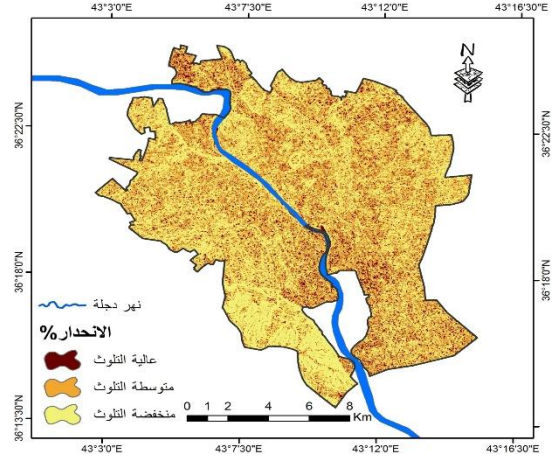 43°3'0"E 43°7'30"E 43°12'0"E 43°16'30"E
N
36°22'30"N 36°22'30"N
36°18'0"N 36°18'0"N
نهر دجلة
الانحدار%
عالية التلوث
متوسطة التلوث
منخفضة التلوث
0 1 2 4 6 8
Km
36°13'30"N
43°3'0"E 43°7'30"E 43°12'0"E 43°16'30"E